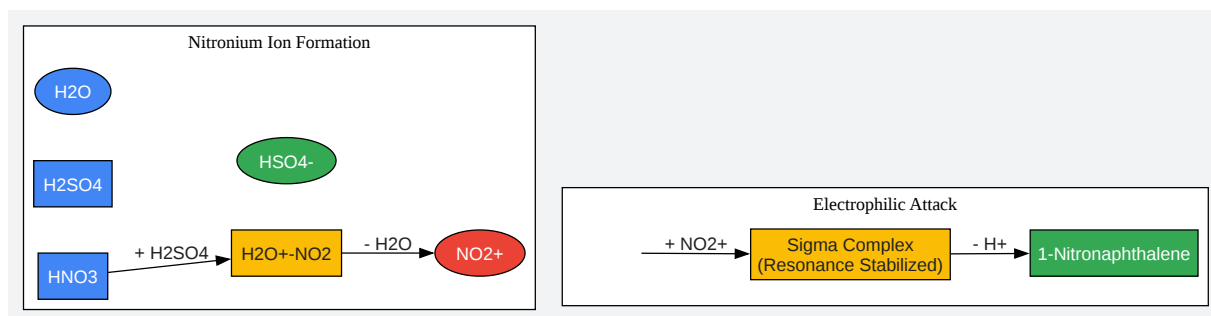 Nitronium Ion Formation
H2O
H2SO4
HSO4-
HNO3
+ H2SO4
H2O+-NO2
- H2O
NO2+
Electrophilic Attack
+ NO2+
Sigma Complex
(Resonance Stabilized)
- H+
1-Nitronaphthalene